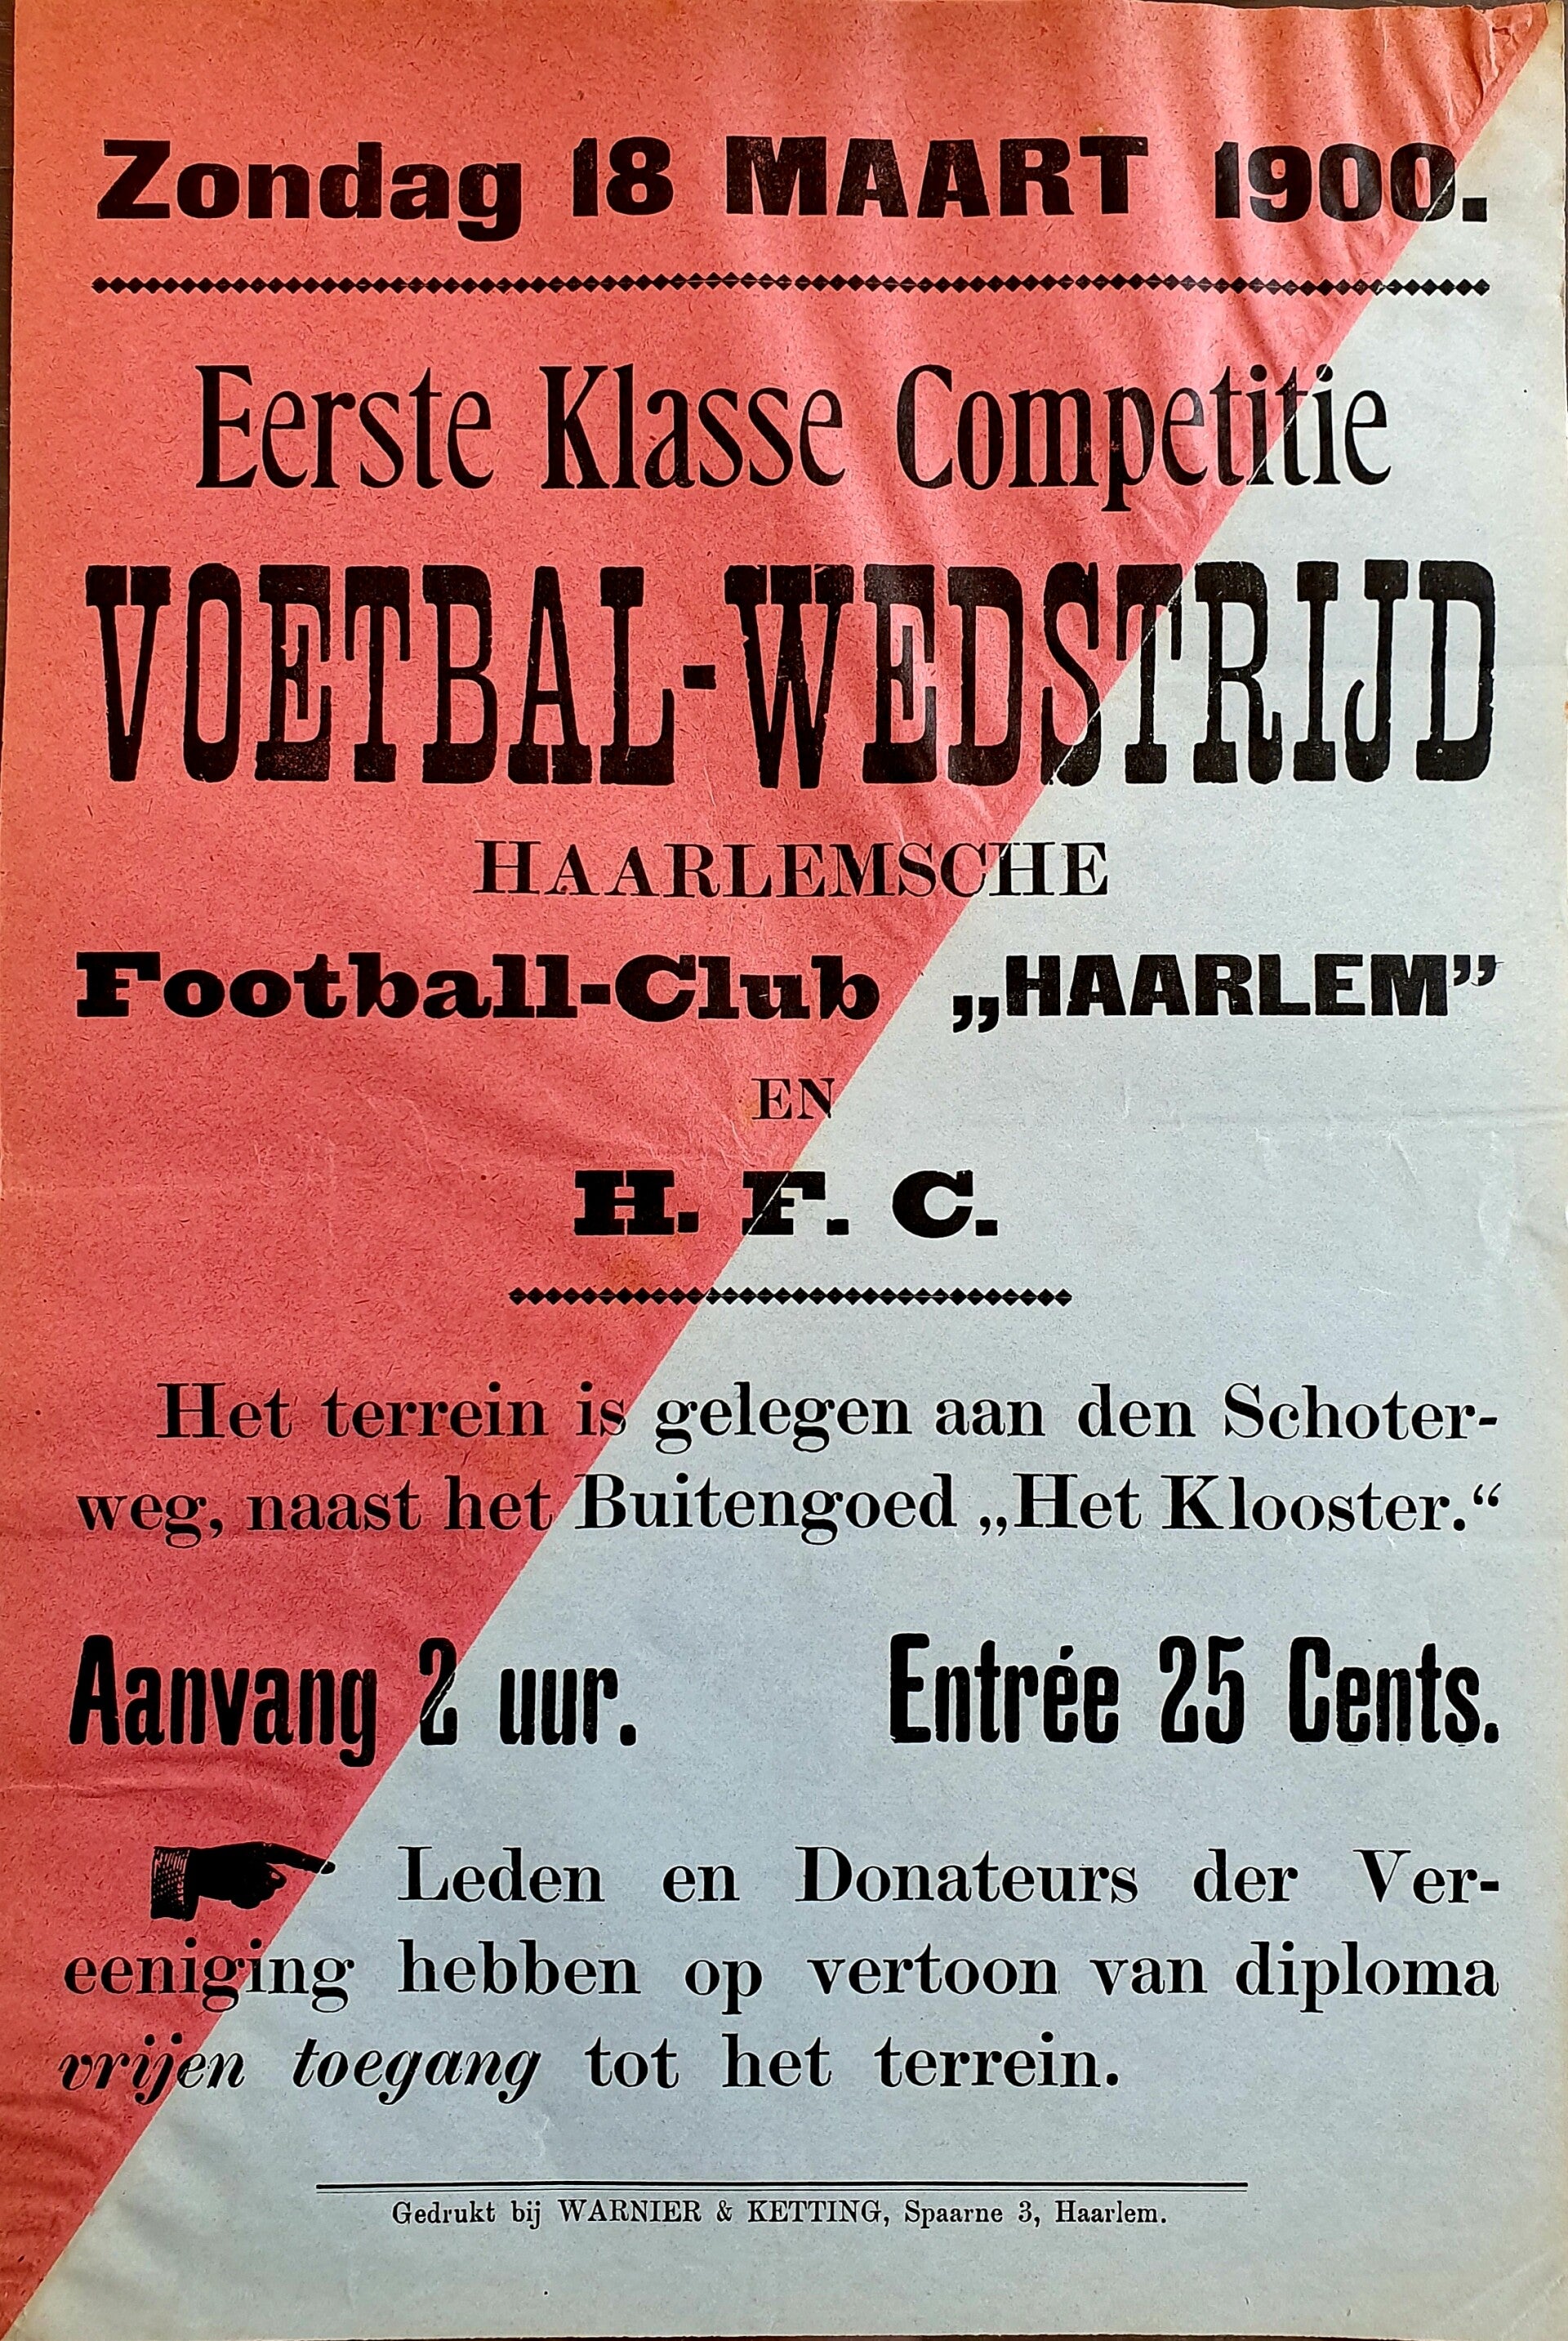 Zondag 18 MAART 1900.
Eerste Klasse Competitie
VOETBAL-WEDSTRIJD
HAARLEMSCHE
Football-Club „HAARLEM”
EN
H. F. C.
Het terrein is gelegen aan den Schoter-
weg, naast het Buitengoed „Het Klooster.“
Aanvang 2 uur. Entrée 25 Cents.
Leden en Donateurs der Ver-
eeniging hebben op vertoon van diploma
vrijen toegang tot het terrein.
Gedrukt bij WARNIER & KETTING, Spaarne 3, Haarlem.